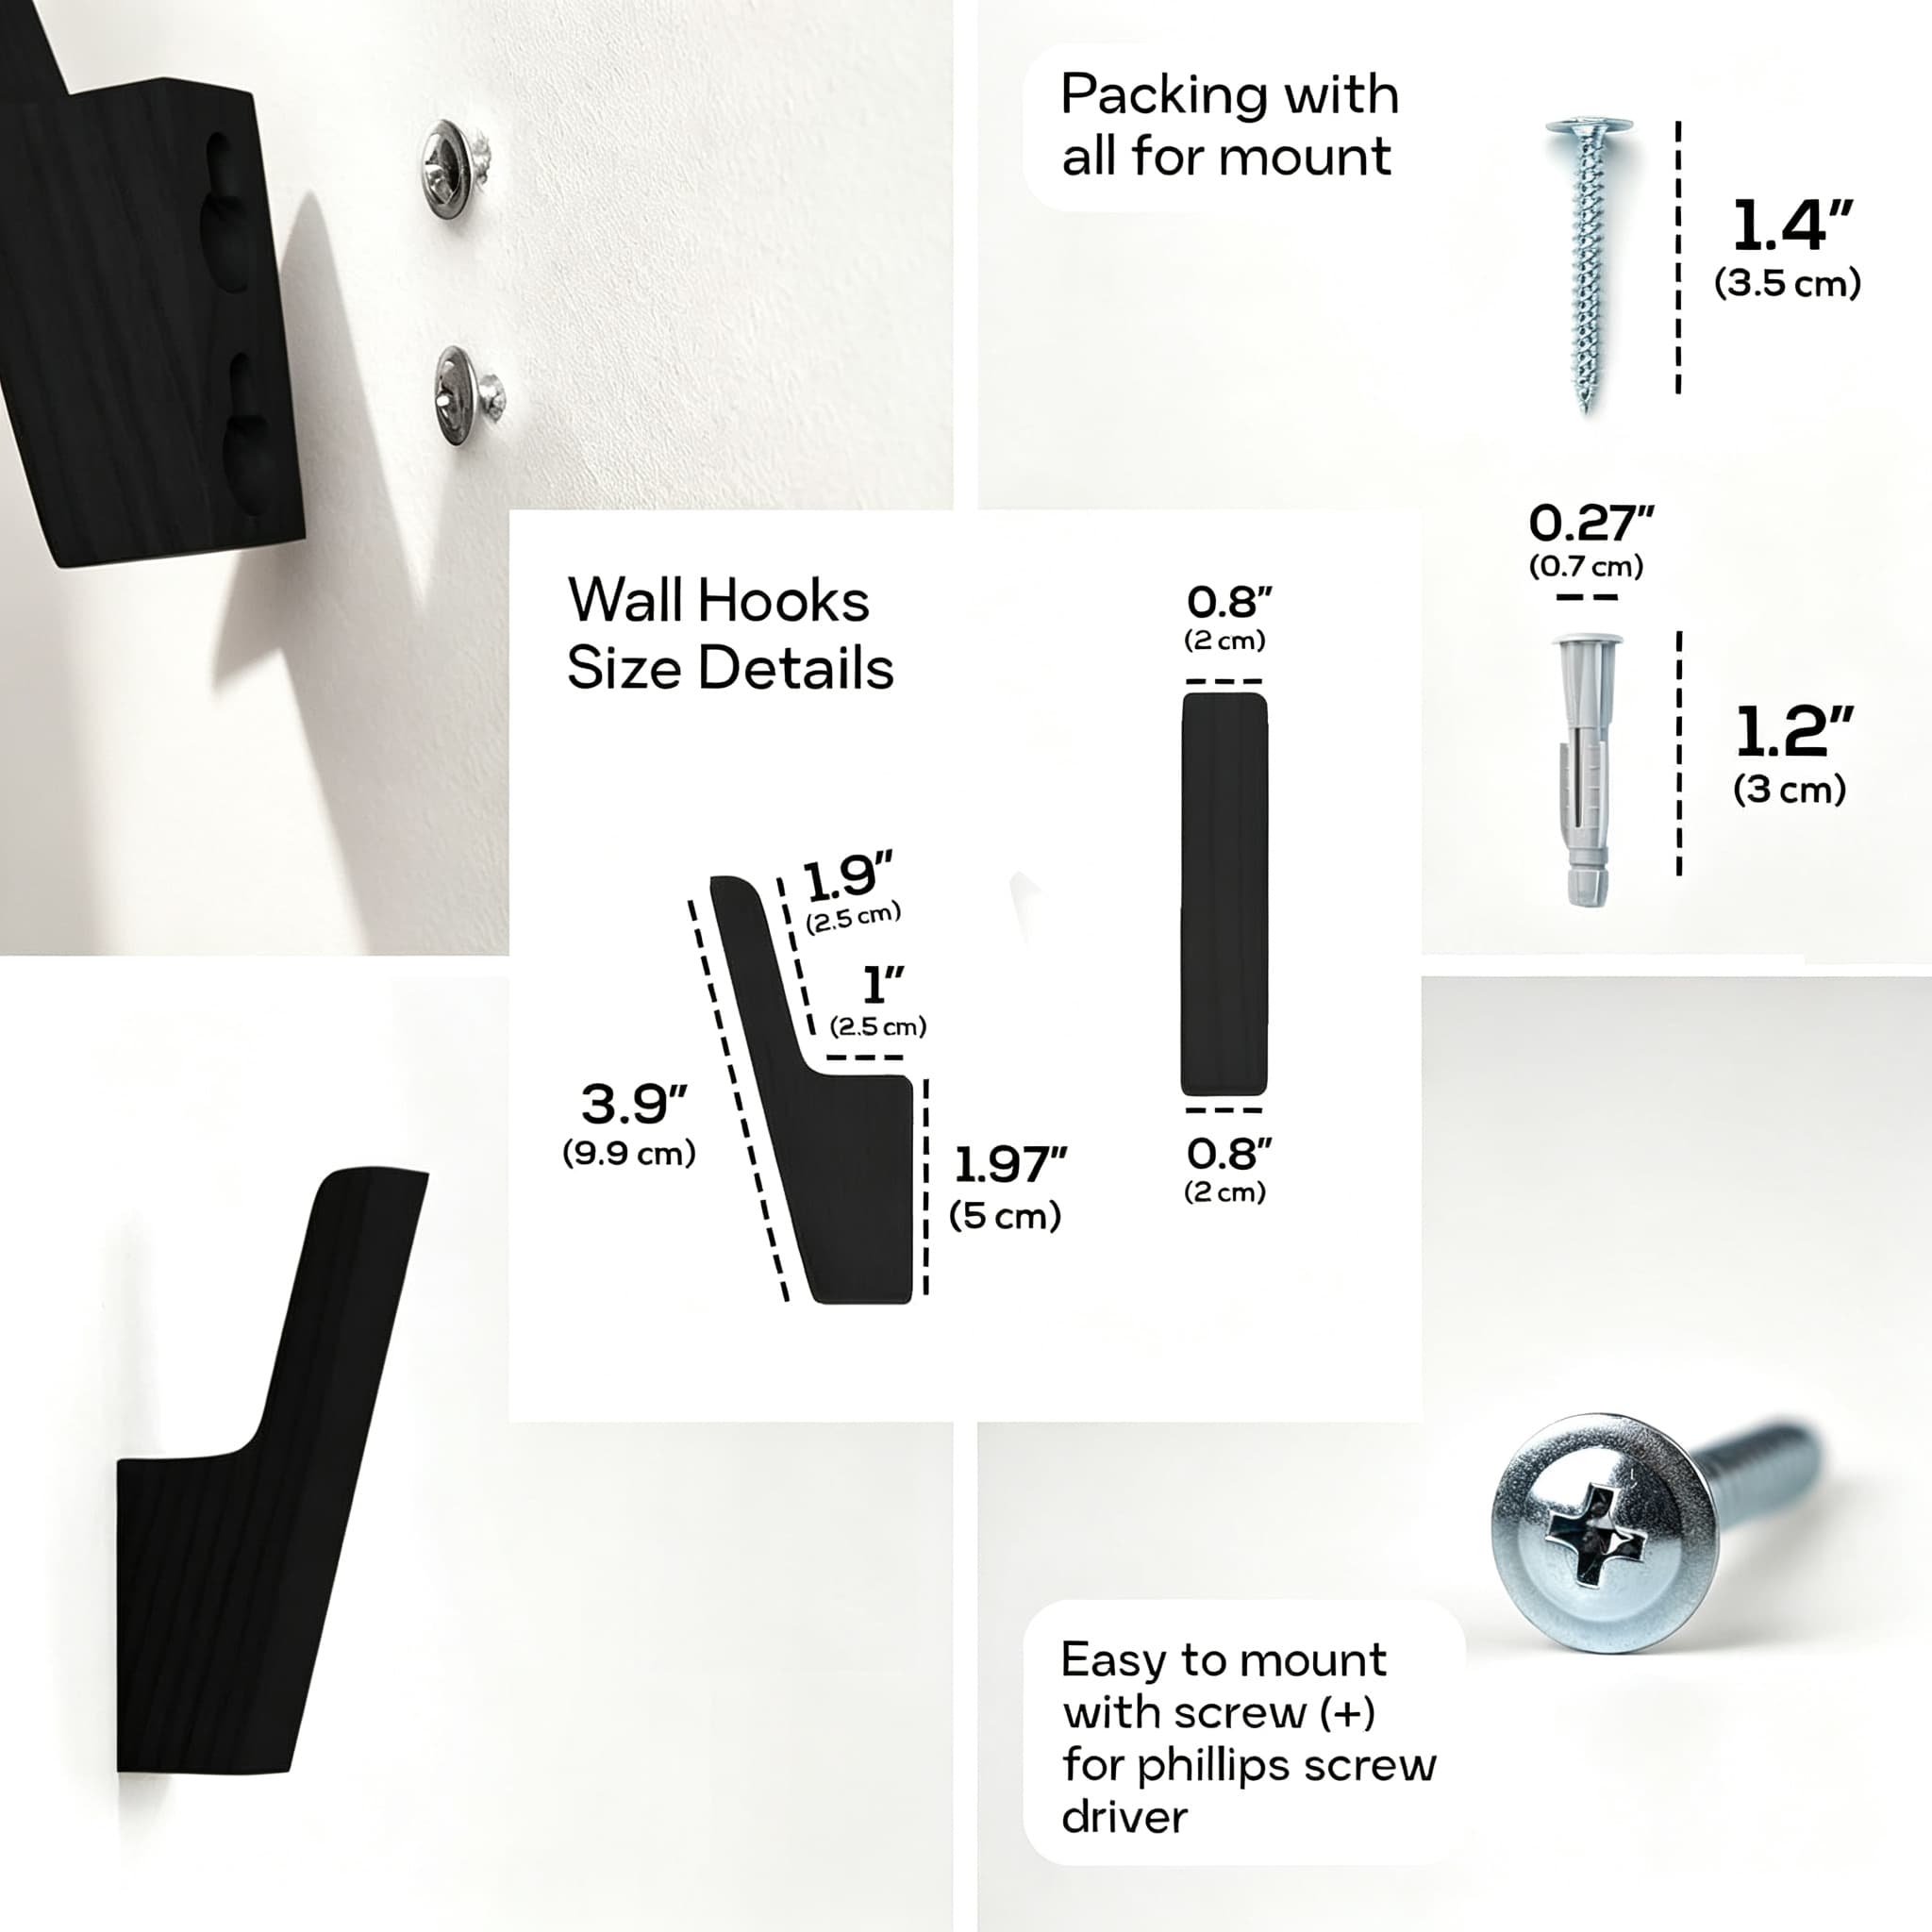 Packing with
all for mount
1.4″
(3.5 cm)
0.27″
(0.7 cm)
1.2″
(3 cm)
Wall Hooks
Size Details
0.8″
(2 cm)
1.9″
(2.5 cm)
1″
(2.5 cm)
3.9″
(9.9 cm)
1.97″
(5 cm)
0.8″
(2 cm)
Easy to mount
with screw (+)
for phillips screw
driver